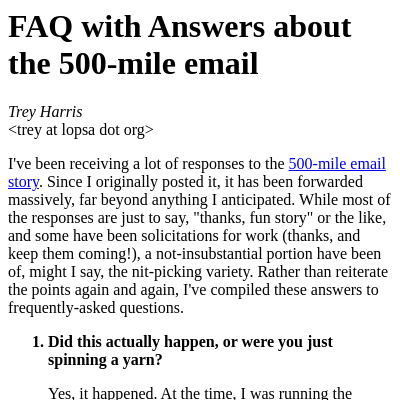 FAQ with Answers about
the 500-mile email
Trey Harris
<trey at lopsa dot org>
I've been receiving a lot of responses to the 500-mile email
story. Since I originally posted it, it has been forwarded
massively, far beyond anything I anticipated. While most of
the responses are just to say, "thanks, fun story" or the like,
and some have been solicitations for work (thanks, and
keep them coming!), a not-insubstantial portion have been
of, might I say, the nit-picking variety. Rather than reiterate
the points again and again, I've compiled these answers to
frequently-asked questions.
1. Did this actually happen, or were you just
spinning a yarn?
Yes, it happened. At the time, I was running the